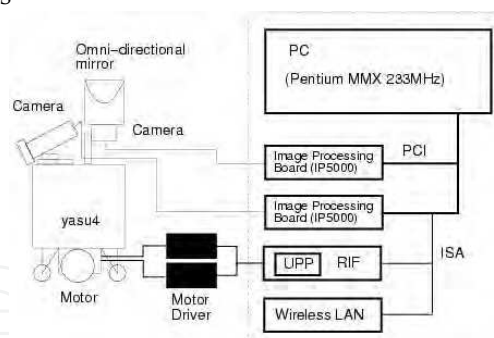 S
Omni-directional
mirror
Camera
Camera
yasu4
Motor
Motor
Driver
PC
(Pentium MMX 233MHz)
Image Processing
Board (IP5000)
PCI
Image Processing
Board (IP5000)
UPP RIF
ISA
Wireless LAN